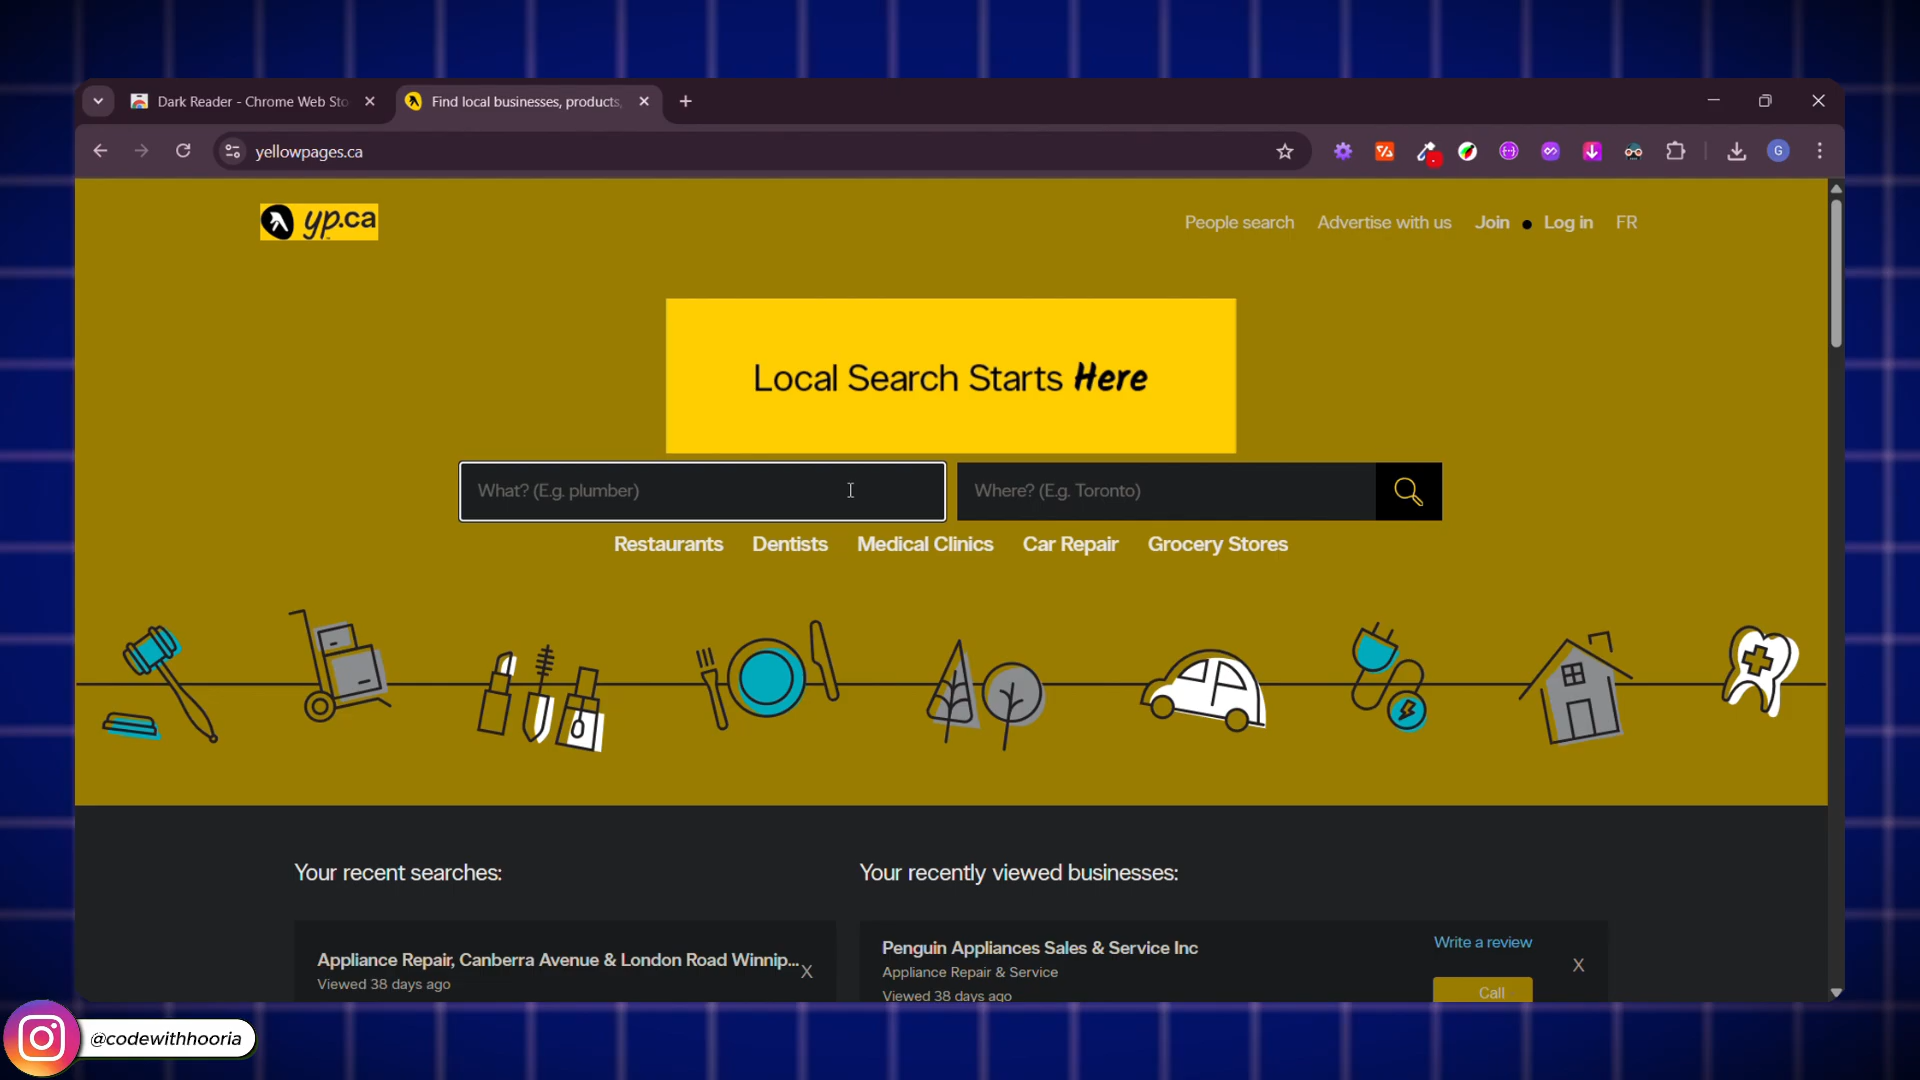 Dark Reader - Chrome Web Sto
Find local businesses, products,
yellowpages.ca
G
yp.ca
People search
Advertise with us
Join
Log in
FR
Local Search Starts Here
What? (E.g. plumber)
Where? (E.g. Toronto)
Restaurants
Dentists
Medical Clinics
Car Repair
Grocery Stores
Your recent searches:
Your recently viewed businesses:
Appliance Repair, Canberra Avenue & London Road Winnip...
X
Viewed 38 days ago
Penguin Appliances Sales & Service Inc
Appliance Repair & Service
Viewed 38 days ago
Write a review
X
Call
@codewithhooria